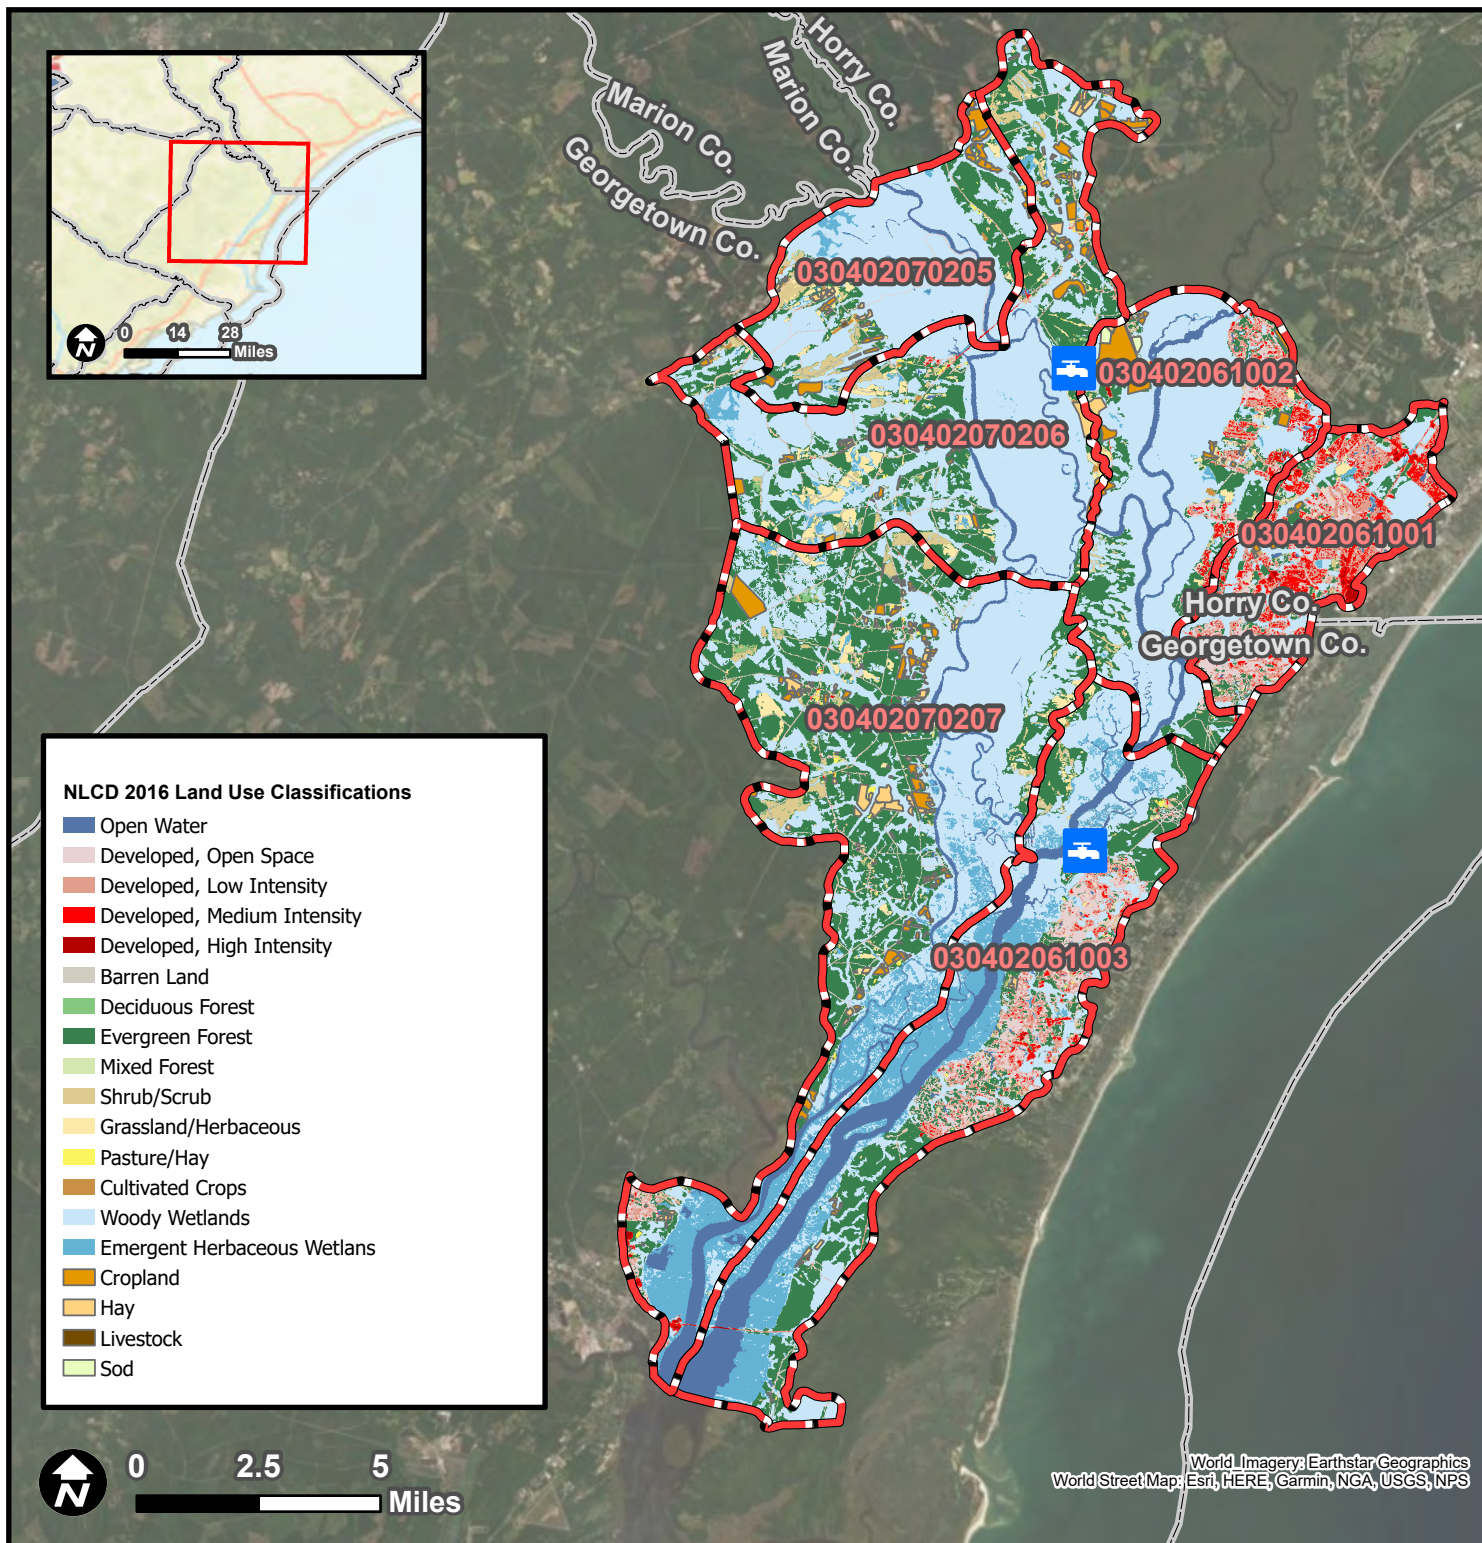 Horry Co.
Marion Co.
Marion Co.
Georgetown Co.
N
0 14 28
Miles
030402070205
030402061002
030402070206
030402061001
Horry Co.
Georgetown Co.
030402070207
030402061003
NLCD 2016 Land Use Classifications
Open Water
Developed, Open Space
Developed, Low Intensity
Developed, Medium Intensity
Developed, High Intensity
Barren Land
Deciduous Forest
Evergreen Forest
Mixed Forest
Shrub/Scrub
Grassland/Herbaceous
Pasture/Hay
Cultivated Crops
Woody Wetlands
Emergent Herbaceous Wetlans
Cropland
Hay
Livestock
Sod
N
0 2.5 5
Miles
World_Imagery: Earthstar Geographics
World Street Map: Esri, HERE, Garmin, NGA, USGS, NPS